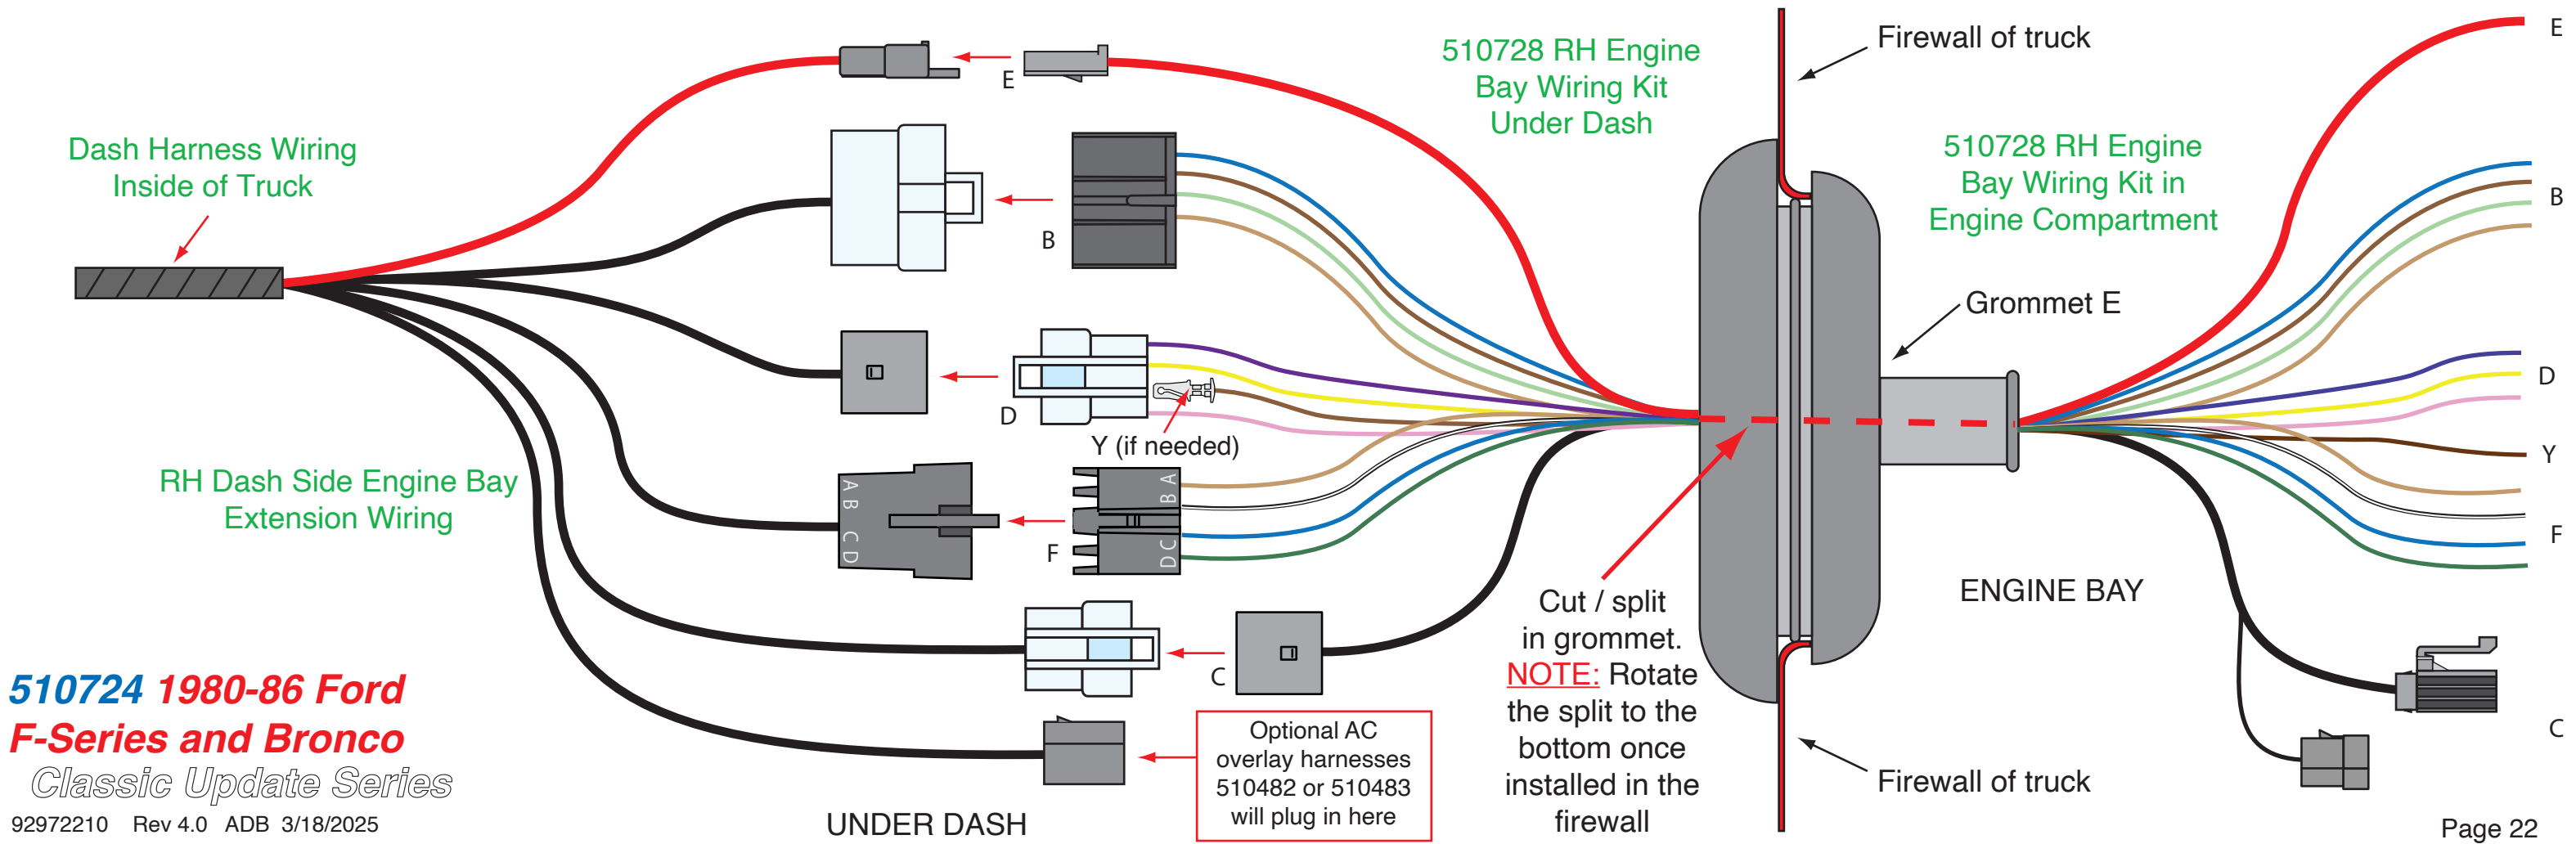 Dash Harness Wiring
Inside of Truck
RH Dash Side Engine Bay
Extension Wiring
E
B
D
Y (if needed)
A B C D
F
B A
D C
C
Optional AC
overlay harnesses
510482 or 510483
will plug in here
UNDER DASH
510728 RH Engine
Bay Wiring Kit
Under Dash
Cut / split
in grommet.
NOTE: Rotate
the split to the
bottom once
installed in the
firewall
Firewall of truck
510728 RH Engine
Bay Wiring Kit in
Engine Compartment
Grommet E
ENGINE BAY
Firewall of truck
E
B
D
Y
F
C
510724 1980-86 Ford
F-Series and Bronco
Classic Update Series
92972210 Rev 4.0 ADB 3/18/2025
Page 22